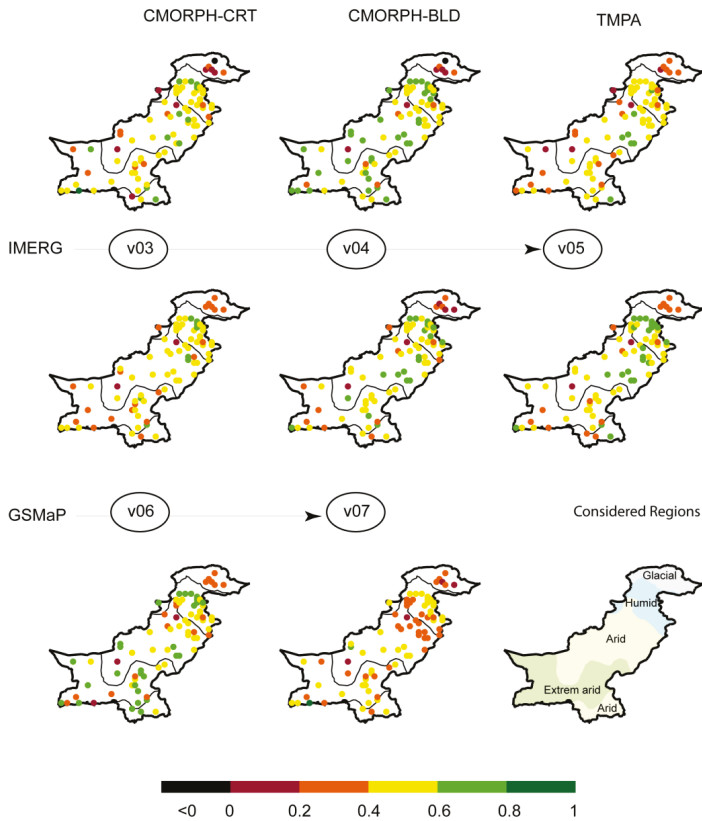 CMORPH-CRT CMORPH-BLD TMPA
IMERG v03 v04 v05
GSMaP v06 v07 Considered Regions
Glacial
Humid
Arid
Extrem arid
Arid
<0 0 0.2 0.4 0.6 0.8 1